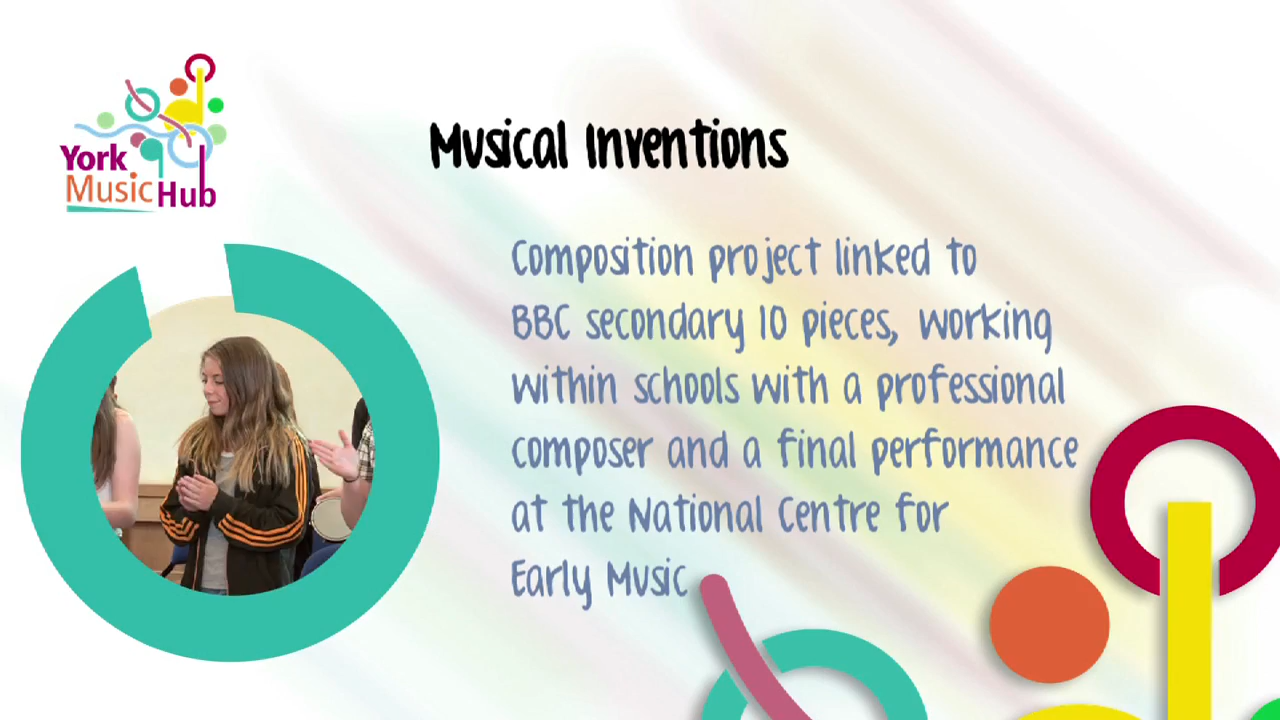 York
Music Hub
Musical Inventions
Composition project linked to
BBC secondary 10 pieces, working
within schools with a professional
composer and a final performance
at the National Centre for
Early Music